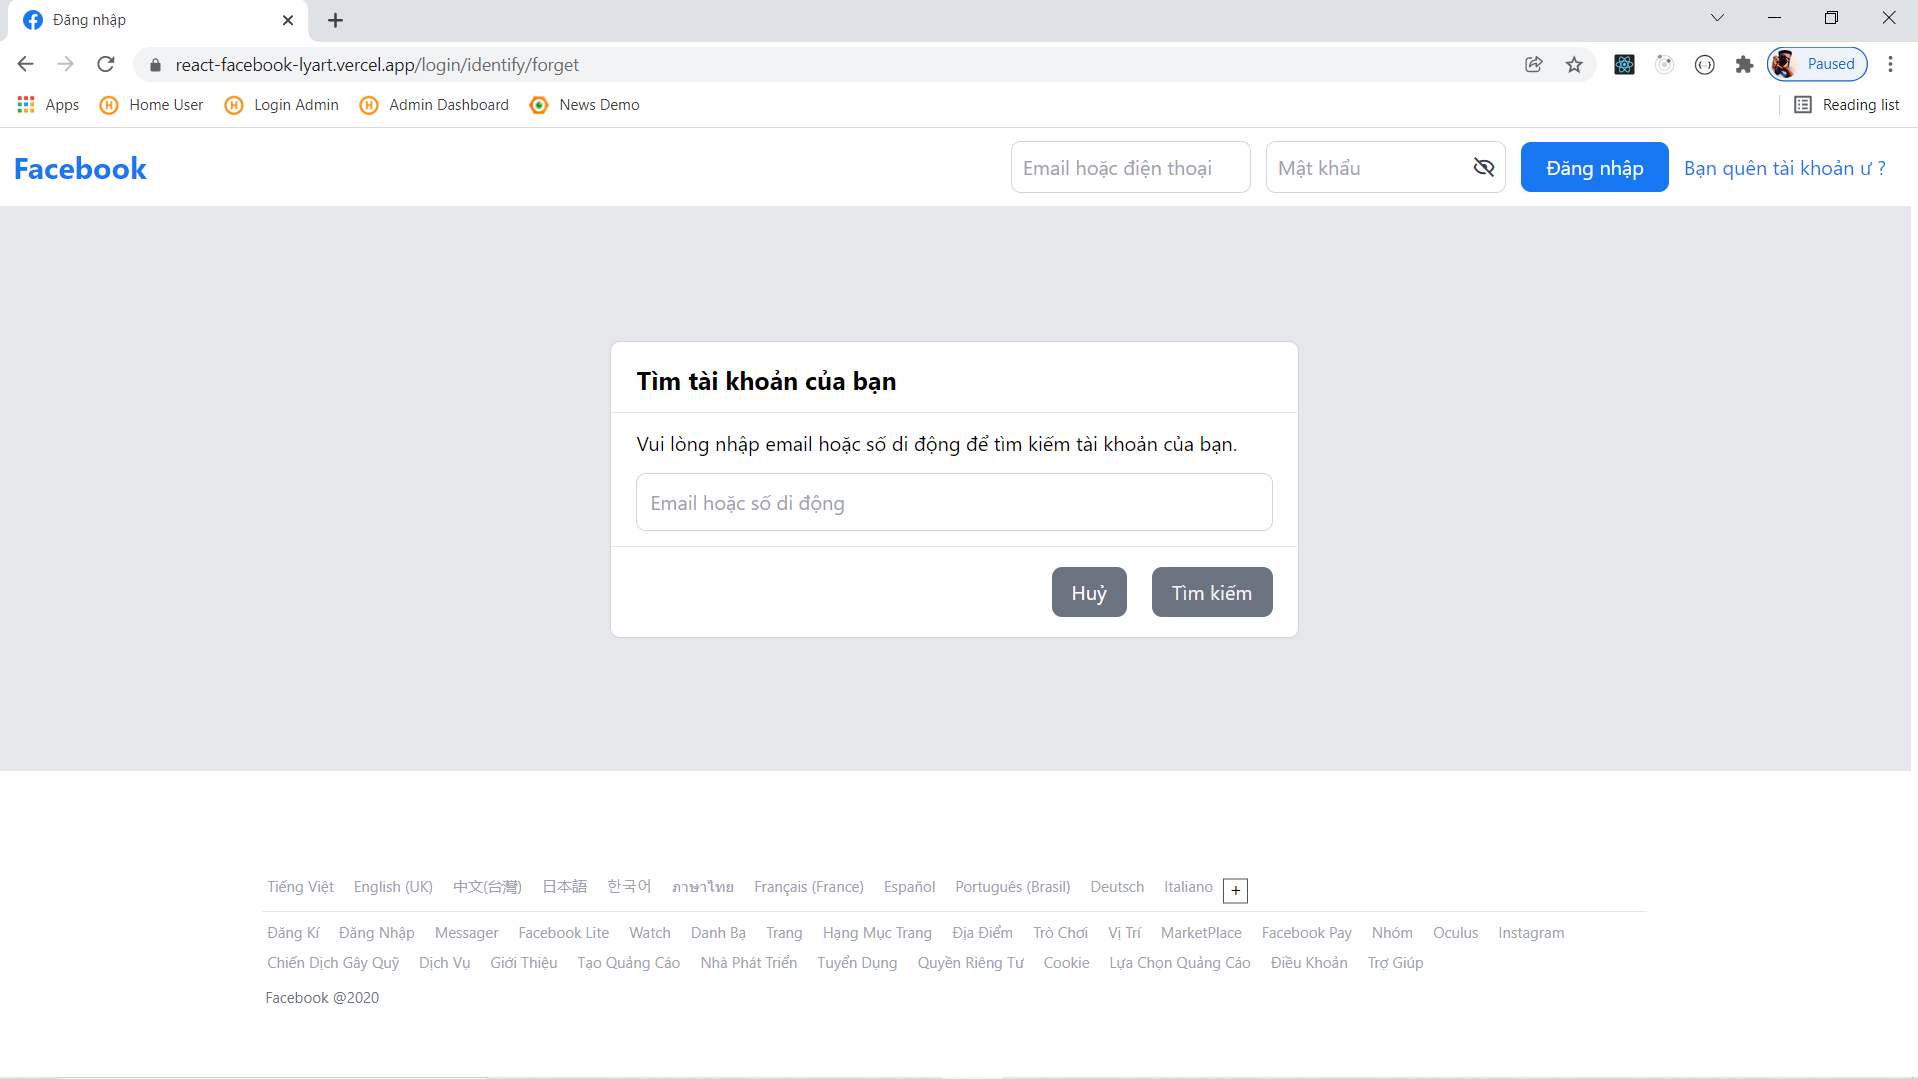 Đăng nhập
react-facebook-lyart.vercel.app/login/identify/forget
Paused
Apps Home User Login Admin Admin Dashboard News Demo Reading list
Facebook Email hoặc điện thoại Mật khẩu Đăng nhập Bạn quên tài khoản ư ?
Tìm tài khoản của bạn
Vui lòng nhập email hoặc số di động để tìm kiếm tài khoản của bạn.
Email hoặc số di động
Huỷ Tìm kiếm
Tiếng Việt English (UK) 中文(台灣) 日本語 한국어 ภาษาไทย Français (France) Español Português (Brasil) Deutsch Italiano +
Đăng Kí Đăng Nhập Messager Facebook Lite Watch Danh Bạ Trang Hạng Mục Trang Địa Điểm Trò Chơi Vị Trí MarketPlace Facebook Pay Nhóm Oculus Instagram
Chiến Dịch Gây Quỹ Dịch Vụ Giới Thiệu Tạo Quảng Cáo Nhà Phát Triển Tuyển Dụng Quyền Riêng Tư Cookie Lựa Chọn Quảng Cáo Điều Khoản Trợ Giúp
Facebook @2020